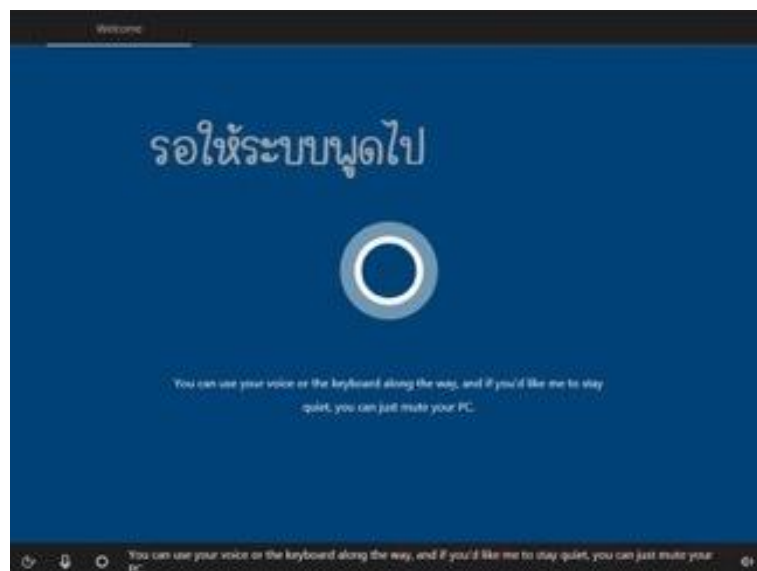 Welcome
รอให้ระบบพูดไป
You can use your voice or the keyboard along the way, and if you'd like me to stay
quiet, you can just mute your PC.
You can use your voice or the keyboard along the way, and if you'd like me to stay quiet, you can just mute your
PC.